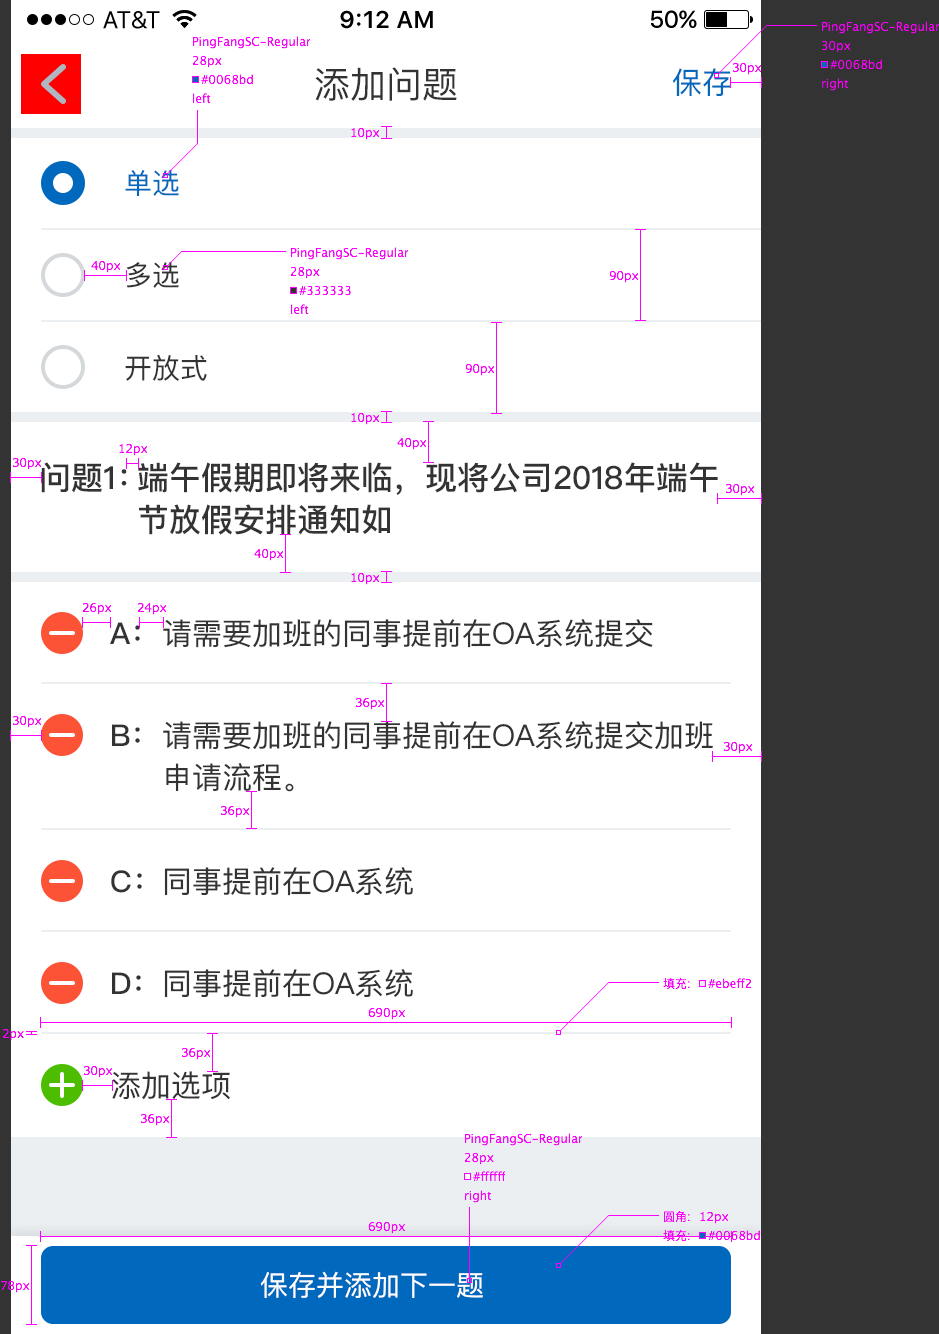 AT&T 9:12 AM 50%
PingFangSC-Regular
28px
#0068bd
left
添加问题
保存
30px
PingFangSC-Regular
30px
#0068bd
right
10px
单选
40px
多选
PingFangSC-Regular
28px
#333333
left
90px
开放式
90px
10px
40px
12px
30px
问题1: 端午假期即将来临，现将公司2018年端午
30px
节放假安排通知如
40px
10px
26px
24px
A： 请需要加班的同事提前在OA系统提交
36px
30px
B： 请需要加班的同事提前在OA系统提交加班
30px
申请流程。
36px
C： 同事提前在OA系统
D： 同事提前在OA系统
填充: #ebeff2
690px
2px
36px
30px
添加选项
36px
PingFangSC-Regular
28px
#ffffff
right
圆角: 12px
690px
填充: #0068bd
78px
保存并添加下一题